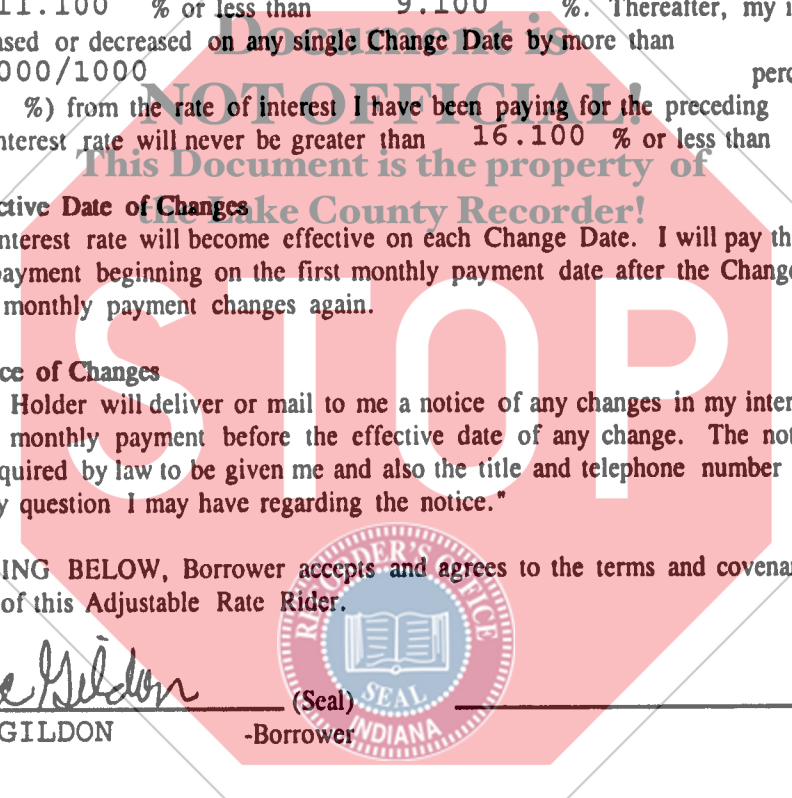 11.100 % or less than 9.100 %. Thereafter, my i
ased or decreased on any single Change Date by more than
000/1000 perc
%) from the rate of interest I have been paying for the preceding
nterest rate will never be greater than 16.100 % or less than
ctive Date of Changes
nterest rate will become effective on each Change Date. I will pay th
payment beginning on the first monthly payment date after the Change
monthly payment changes again.
ce of Changes
Holder will deliver or mail to me a notice of any changes in my inter
monthly payment before the effective date of any change. The not
quired by law to be given me and also the title and telephone number
y question I may have regarding the notice."
ING BELOW, Borrower accepts and agrees to the terms and covenan
of this Adjustable Rate Rider.
Gildon
(Seal)
GILDON -Borrower
Document is
NOT OFFICIAL!
This Document is the property of
the Lake County Recorder!
STOP
RECORDER'S OFFICE
SEAL
INDIANA